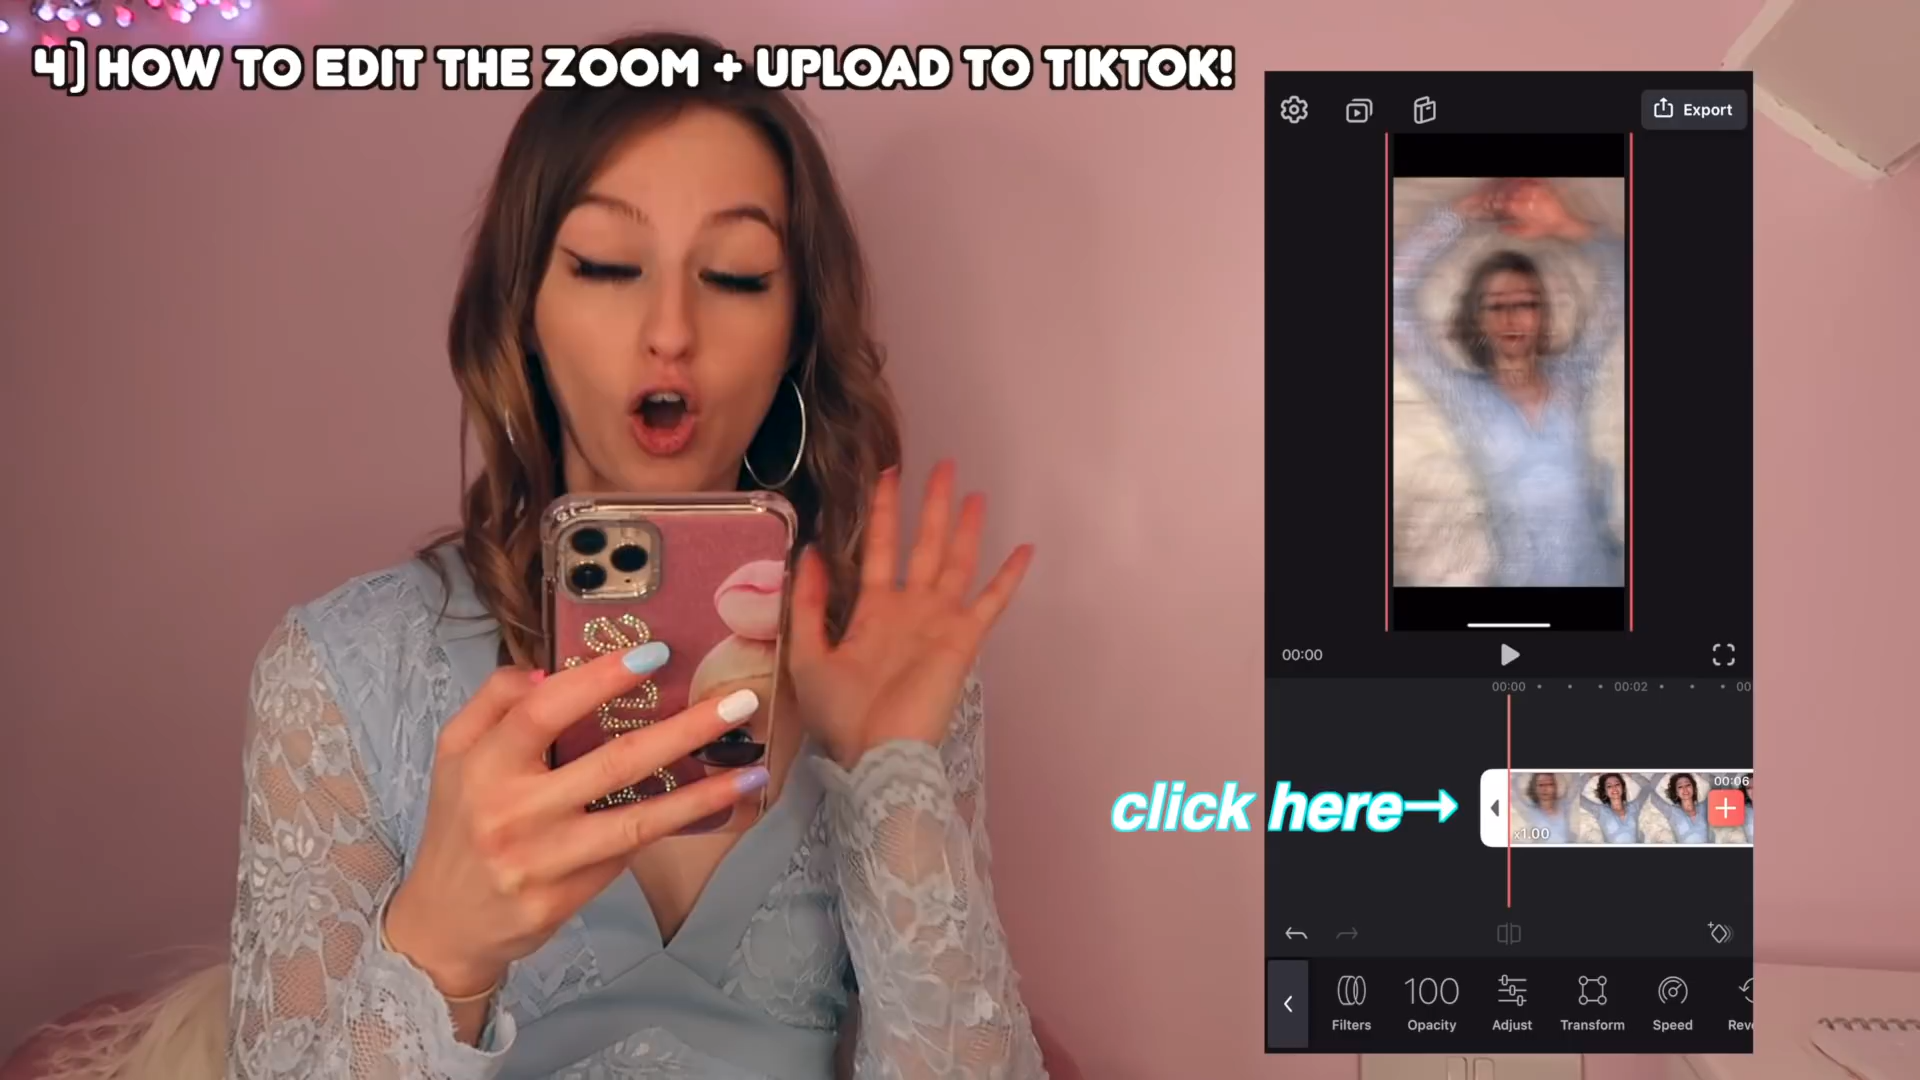 4) HOW TO EDIT THE ZOOM + UPLOAD TO TIKTOK!
Export
00:00
00:00
00:02
00
click here→
00:06
x1.00
100
Filters
Opacity
Adjust
Transform
Speed
Reve